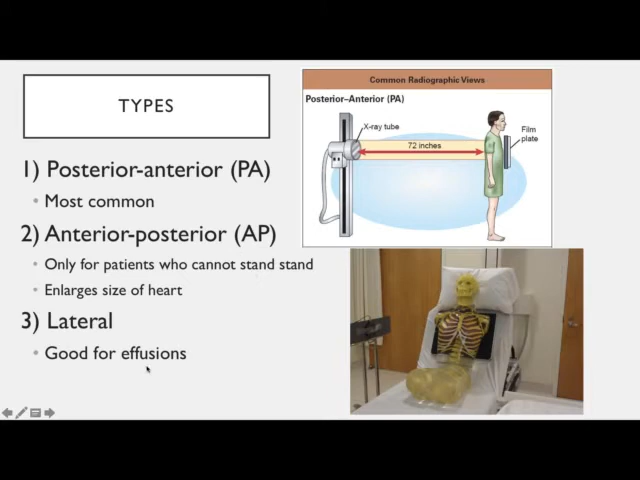 TYPES
1) Posterior-anterior (PA)
• Most common
2) Anterior-posterior (AP)
• Only for patients who cannot stand stand
• Enlarges size of heart
3) Lateral
• Good for effusions
Common Radiographic Views
Posterior–Anterior (PA)
X-ray tube
72 inches
Film
plate